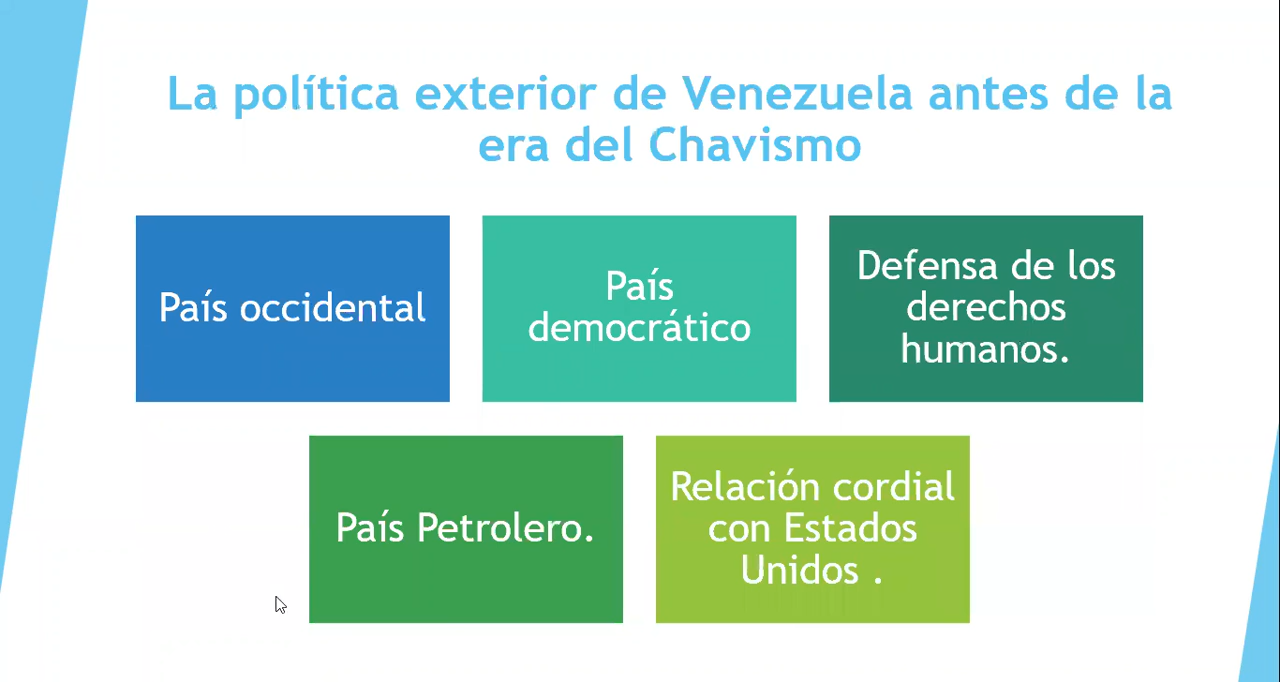 La política exterior de Venezuela antes de la
era del Chavismo
País occidental
País
democrático
Defensa de los
derechos
humanos.
País Petrolero.
Relación cordial
con Estados
Unidos .